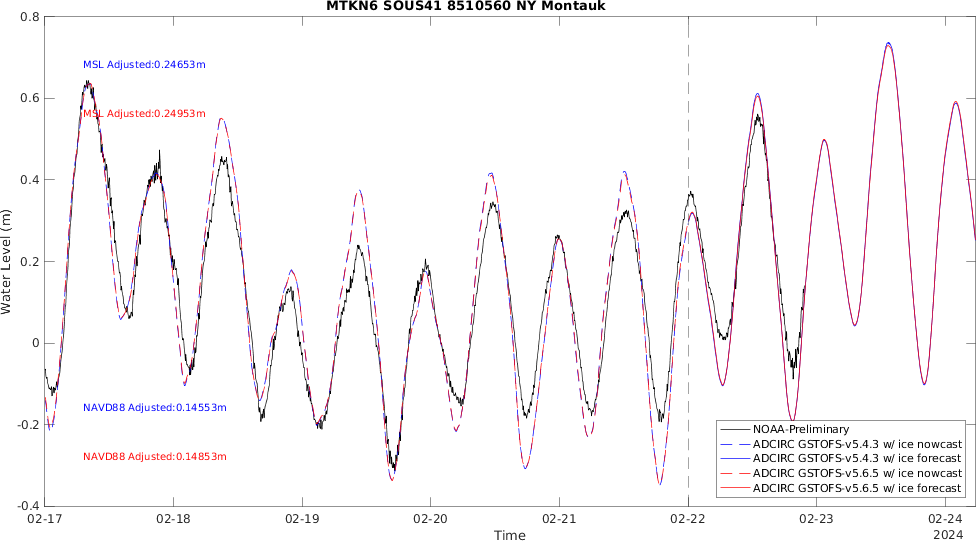 MTKN6 SOUS41 8510560 NY Montauk
0.8
MSL Adjusted:0.24653m
0.6
MSL Adjusted:0.24953m
0.4
Water Level (m)
0.2
0
NAVD88 Adjusted:0.14553m
-0.2
NOAA-Preliminary
ADCIRC GSTOFS-v5.4.3 w/ ice nowcast
NAVD88 Adjusted:0.14853m
ADCIRC GSTOFS-v5.4.3 w/ ice forecast
ADCIRC GSTOFS-v5.6.5 w/ ice nowcast
ADCIRC GSTOFS-v5.6.5 w/ ice forecast
-0.4
02-17 02-18 02-19 02-20 02-21 02-22 02-23 02-24
Time
2024